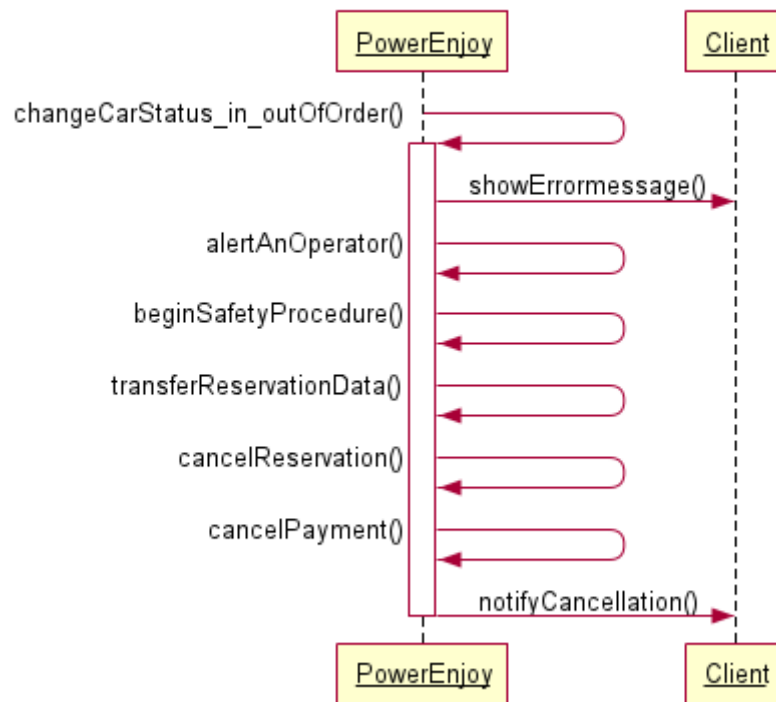 PowerEnjoy
Client
changeCarStatus_in_outOfOrder()
showErrormessage()
alertAnOperator()
beginSafetyProcedure()
transferReservationData()
cancelReservation()
cancelPayment()
notifyCancellation()
PowerEnjoy
Client